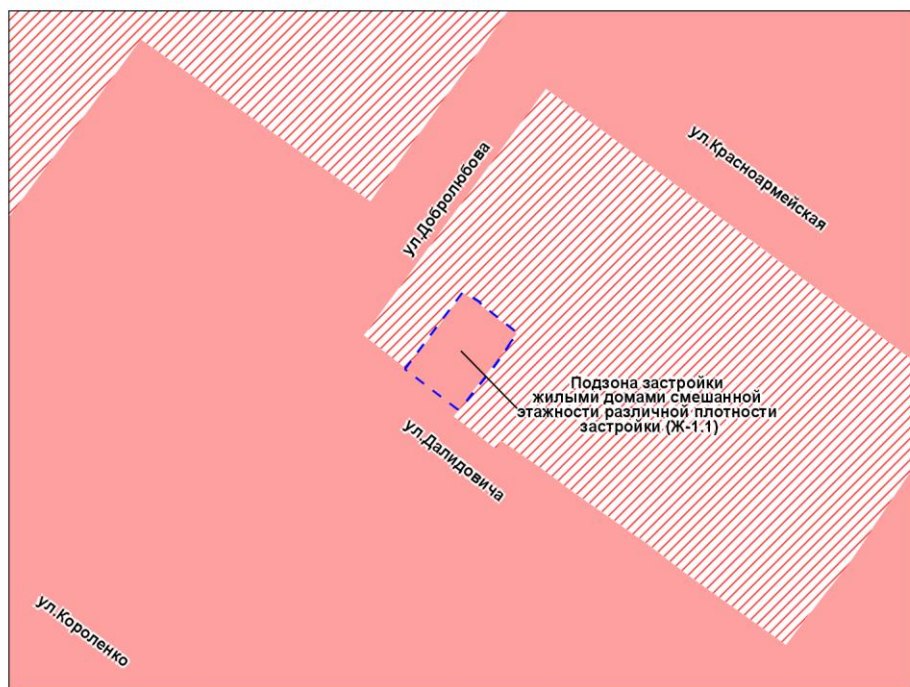 ул.Красноармейская
ул.Добролюбова
Подзона застройки
жилыми домами смешанной
этажности различной плотности
застройки (Ж-1.1)
ул.Далидовича
ул.Короленко